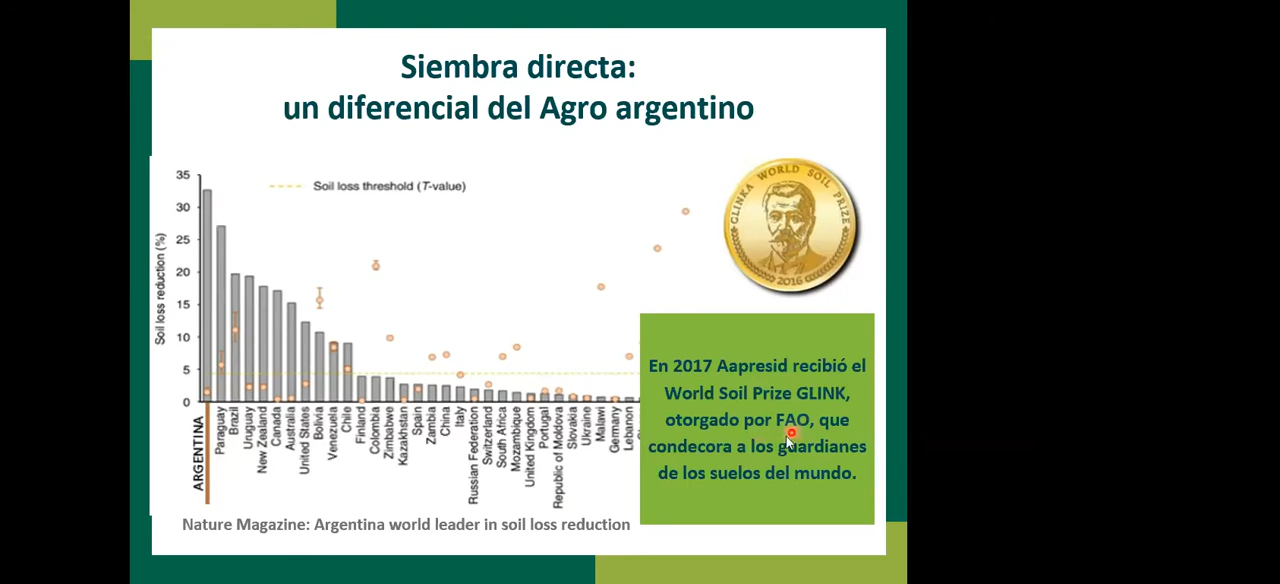 Siembra directa:
un diferencial del Agro argentino
35
30
25
20
15
10
5
0
Soil loss reduction (%)
Soil loss threshold (T-value)
ARGENTINA
Paraguay
Brazil
Uruguay
New Zealand
Canada
Australia
United States
Bolivia
Venezuela
Chile
Finland
Colombia
Zimbabwe
Kazakhstan
Spain
Zambia
China
Italy
Russian Federation
Switzerland
South Africa
Mozambique
United Kingdom
Portugal
Republic of Moldova
Slovakia
Ukraine
Malawi
Germany
Lebanon
GLINKA WORLD SOIL PRIZE
2016
En 2017 Aapresid recibió el
World Soil Prize GLINK,
otorgado por FAO, que
condecora a los guardianes
de los suelos del mundo.
Nature Magazine: Argentina world leader in soil loss reduction